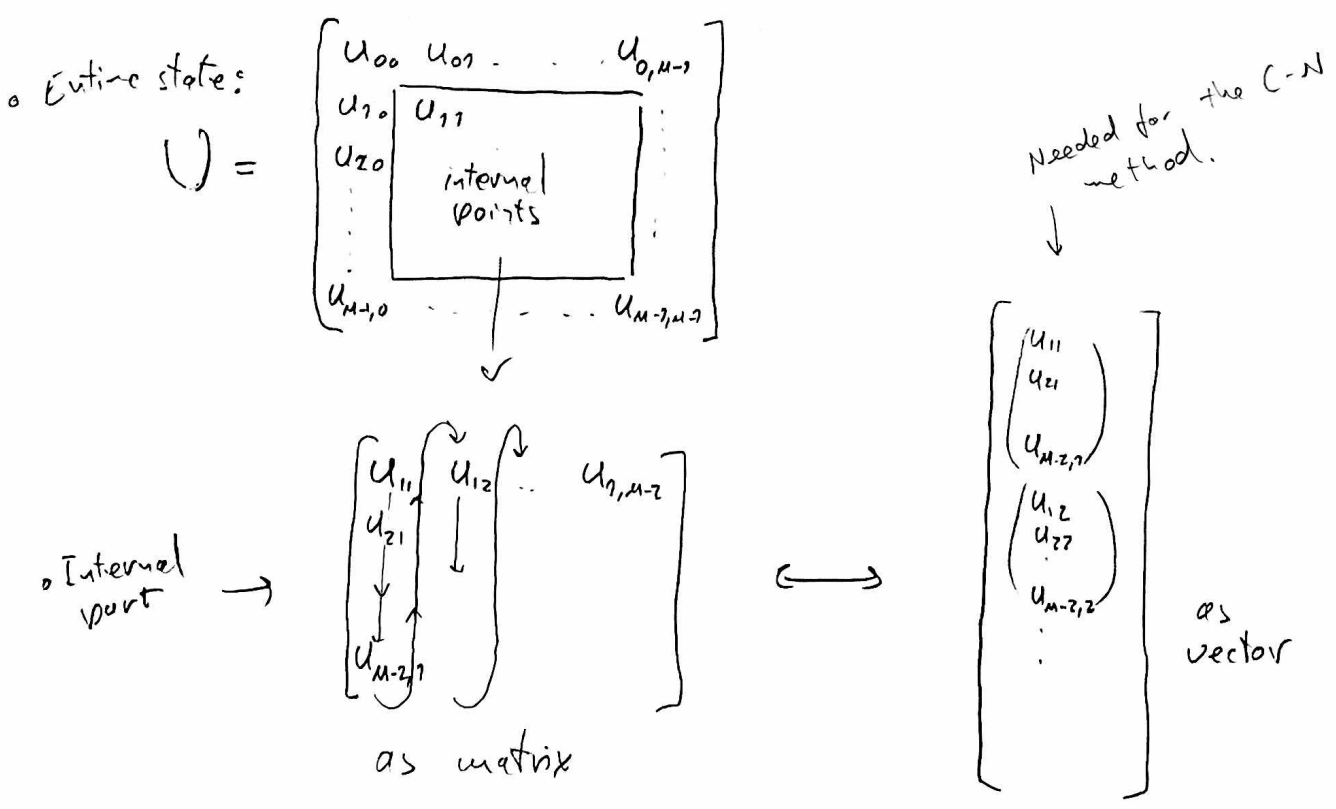 • Entire state:
U =
u₀₀ u₀₁ . . . . u₀,M-1
u₁₀ u₁₁
u₂₀
internal
points
uM-1,0 . . . . . . uM-1,M-1
Needed for the C-N
method.
• Internal
part
u₁₁ u₁₂ .. u₁,M-2
u₂₁
uM-2,1
as matrix
u₁₁
u₂₁
uM-2,1
u₁₂
u₂₂
uM-2,2
as
vector